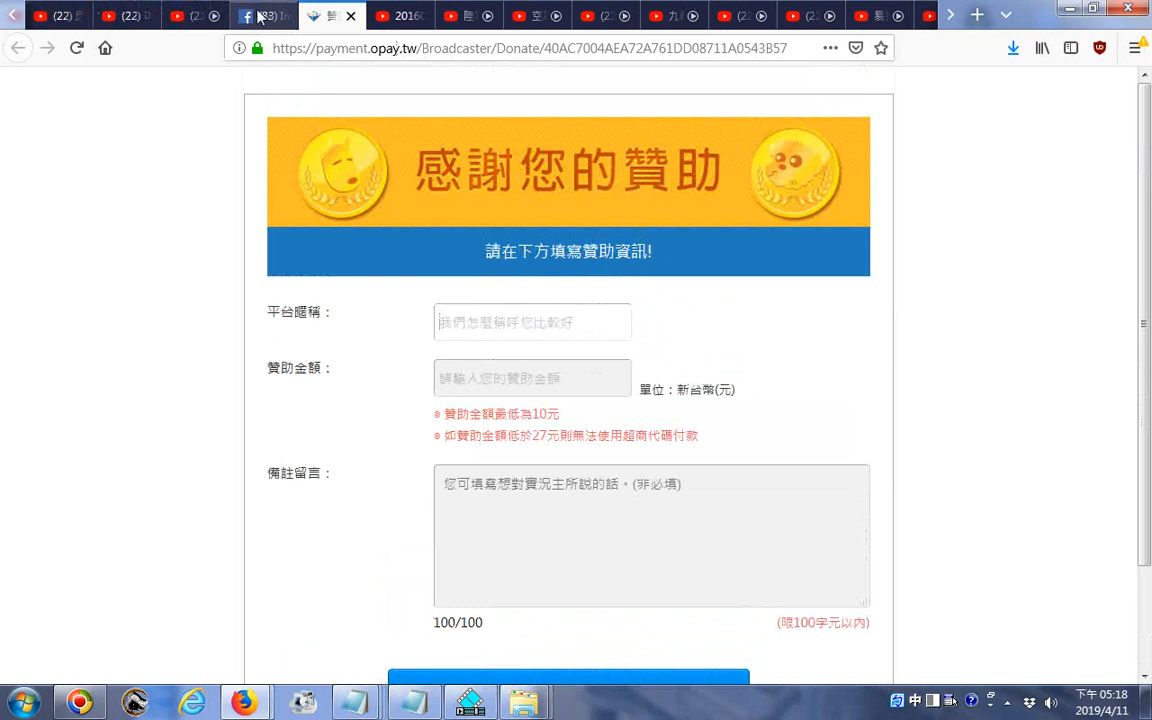 (22)
(22)
2016
(2
(2
(2
https://payment.opay.tw/Broadcaster/Donate/40AC7004AEA72A761DD08711A0543B57
感謝您的贊助
請在下方填寫贊助資訊!
平台暱稱：
我們怎麼稱呼您比較好
贊助金額：
請輸入您的贊助金額
單位：新台幣(元)
贊助金額最低為10元
如贊助金額低於27元則無法使用超商代碼付款
備註留言：
您可填寫想對實況主所說的話。(非必填)
100/100
(限100字元以內)
中
下午 05:18
2019/4/11